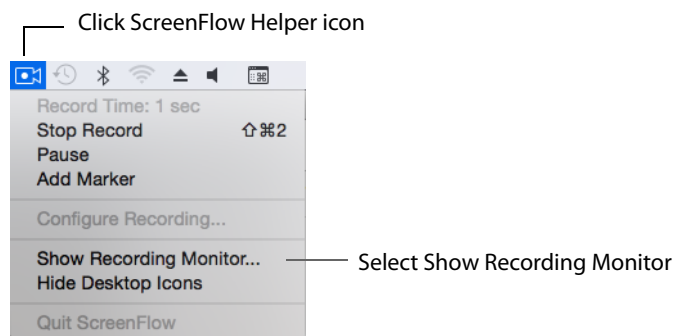 Click ScreenFlow Helper icon
Record Time: 1 sec
Stop Record ⇧⌘2
Pause
Add Marker
Configure Recording...
Show Recording Monitor...
Select Show Recording Monitor
Hide Desktop Icons
Quit ScreenFlow